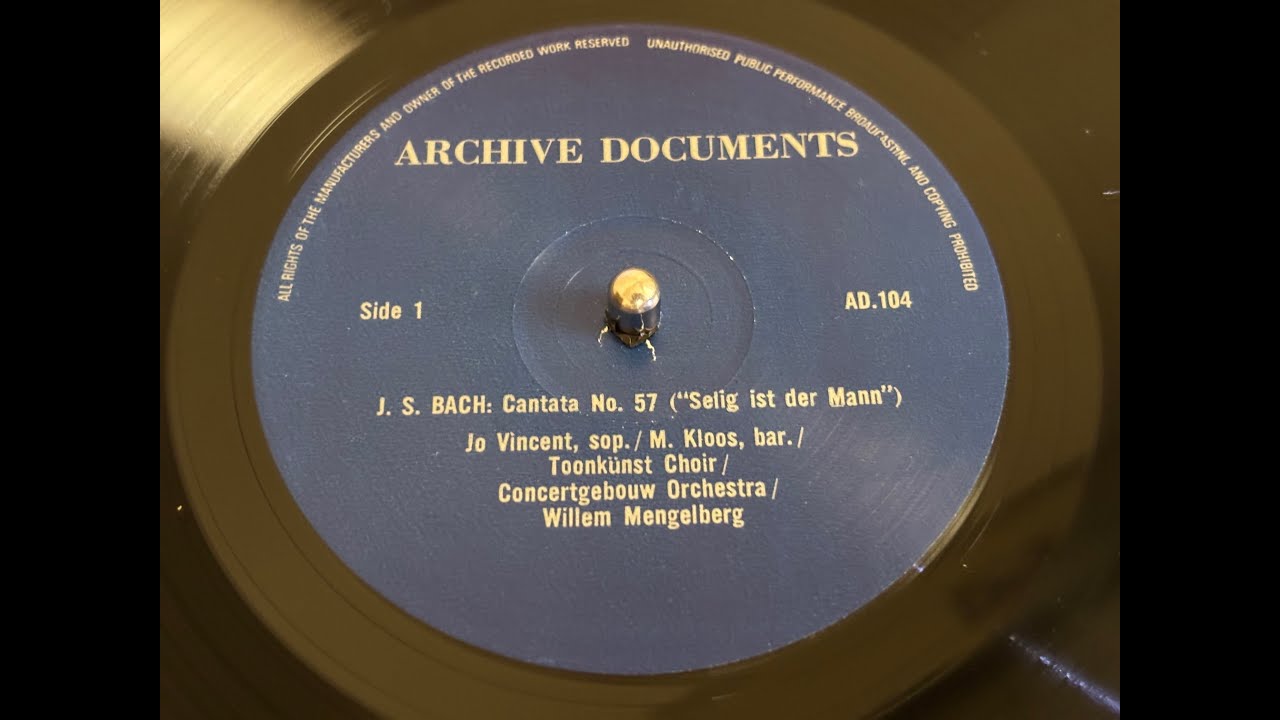 ALL RIGHTS OF THE MANUFACTURERS AND OWNER OF THE RECORDED WORK RESERVED UNAUTHORISED PUBLIC PERFORMANCE BROADCASTING AND COPYING PROHIBITED
ARCHIVE DOCUMENTS
Side 1
AD.104
J. S. BACH: Cantata No. 57 (“Selig ist der Mann”)
Jo Vincent, sop./ M. Kloos, bar./
Toonkünst Choir/
Concertgebouw Orchestra/
Willem Mengelberg